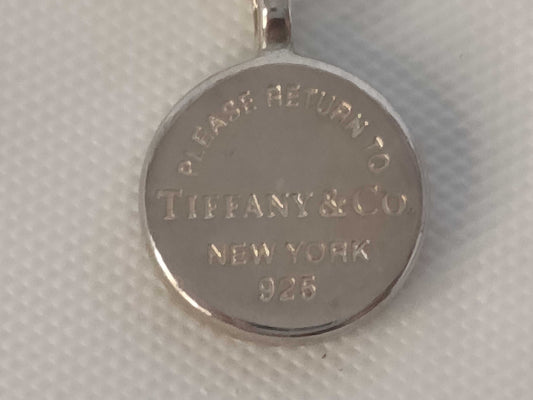 PLEASE RETURN TO
TIFFANY & CO.
NEW YORK
925